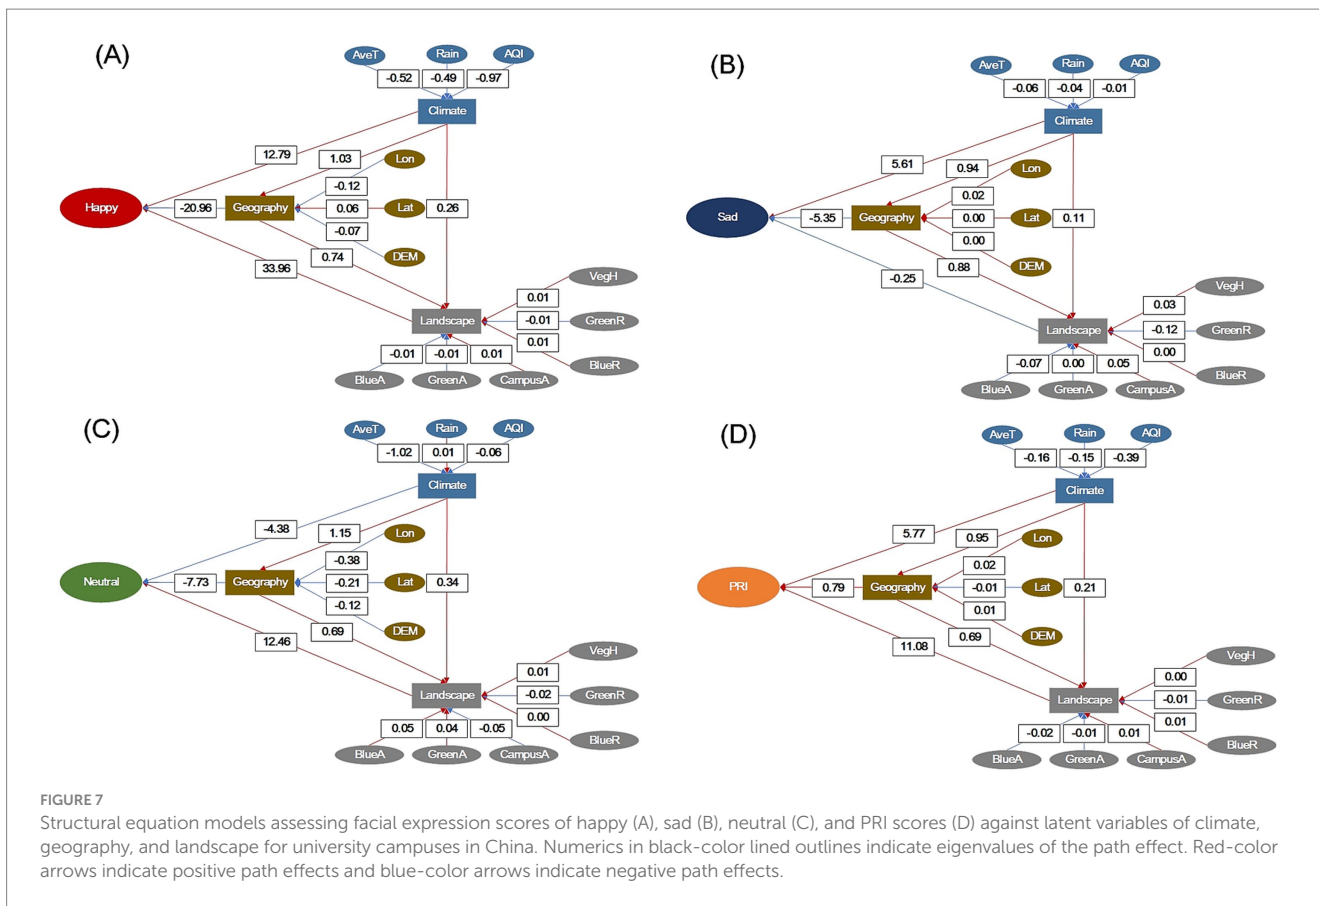 (A)
AveT Rain AQI
-0.52 -0.49 -0.97
Climate
12.79 1.03 Lon
-0.12
Happy -20.96 Geography 0.06 Lat 0.26
-0.07
0.74 DEM
33.96
VegH
0.01
Landscape -0.01 GreenR
0.01
-0.01 -0.01 0.01
BlueR
BlueA GreenA CampusA
(B)
AveT Rain AQI
-0.06 -0.04 -0.01
Climate
5.61 0.94 Lon
0.02
Sad -5.35 Geography 0.00 Lat 0.11
0.00
0.88 DEM
-0.25
VegH
0.03
Landscape -0.12 GreenR
0.00
-0.07 0.00 0.05
BlueR
BlueA GreenA CampusA
(C)
AveT Rain AQI
-1.02 0.01 -0.06
Climate
-4.38 1.15 Lon
-0.38
Neutral -7.73 Geography -0.21 Lat 0.34
-0.12
0.69 DEM
12.46
VegH
0.01
Landscape -0.02 GreenR
0.00
0.05 0.04 -0.05
BlueR
BlueA GreenA CampusA
(D)
AveT Rain AQI
-0.16 -0.15 -0.39
Climate
5.77 0.95 Lon
0.02
PRI 0.79 Geography -0.01 Lat 0.21
0.01
0.69 DEM
11.08
VegH
0.00
Landscape -0.01 GreenR
0.01
-0.02 -0.01 0.01
BlueR
BlueA GreenA CampusA
FIGURE 7
Structural equation models assessing facial expression scores of happy (A), sad (B), neutral (C), and PRI scores (D) against latent variables of climate,
geography, and landscape for university campuses in China. Numerics in black-color lined outlines indicate eigenvalues of the path effect. Red-color
arrows indicate positive path effects and blue-color arrows indicate negative path effects.